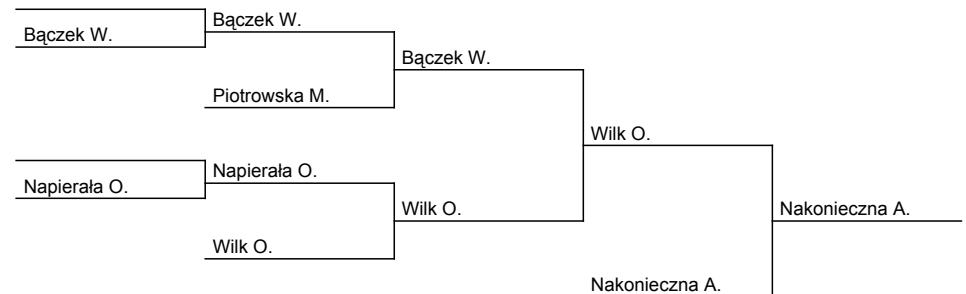 Bączek W.
Bączek W.
Bączek W.
Piotrowska M.
Wilk O.
Napierała O.
Napierała O.
Wilk O.
Nakonieczna A.
Wilk O.
Nakonieczna A.